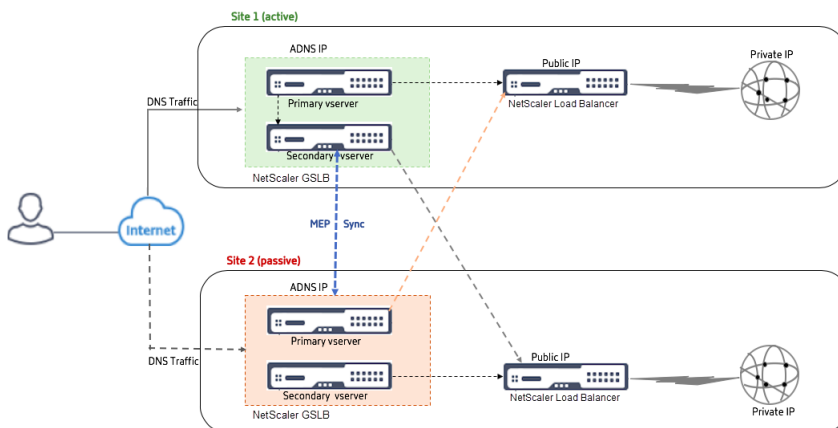 Site 1 (active)
ADNS IP
Public IP
Private IP
DNS Traffic
Primary vserver
NetScaler Load Balancer
Secondary vserver
NetScaler GSLB
Internet
MEP Sync
Site 2 (passive)
ADNS IP
Primary vserver
DNS Traffic
Public IP
Secondary vserver
NetScaler Load Balancer
Private IP
NetScaler GSLB